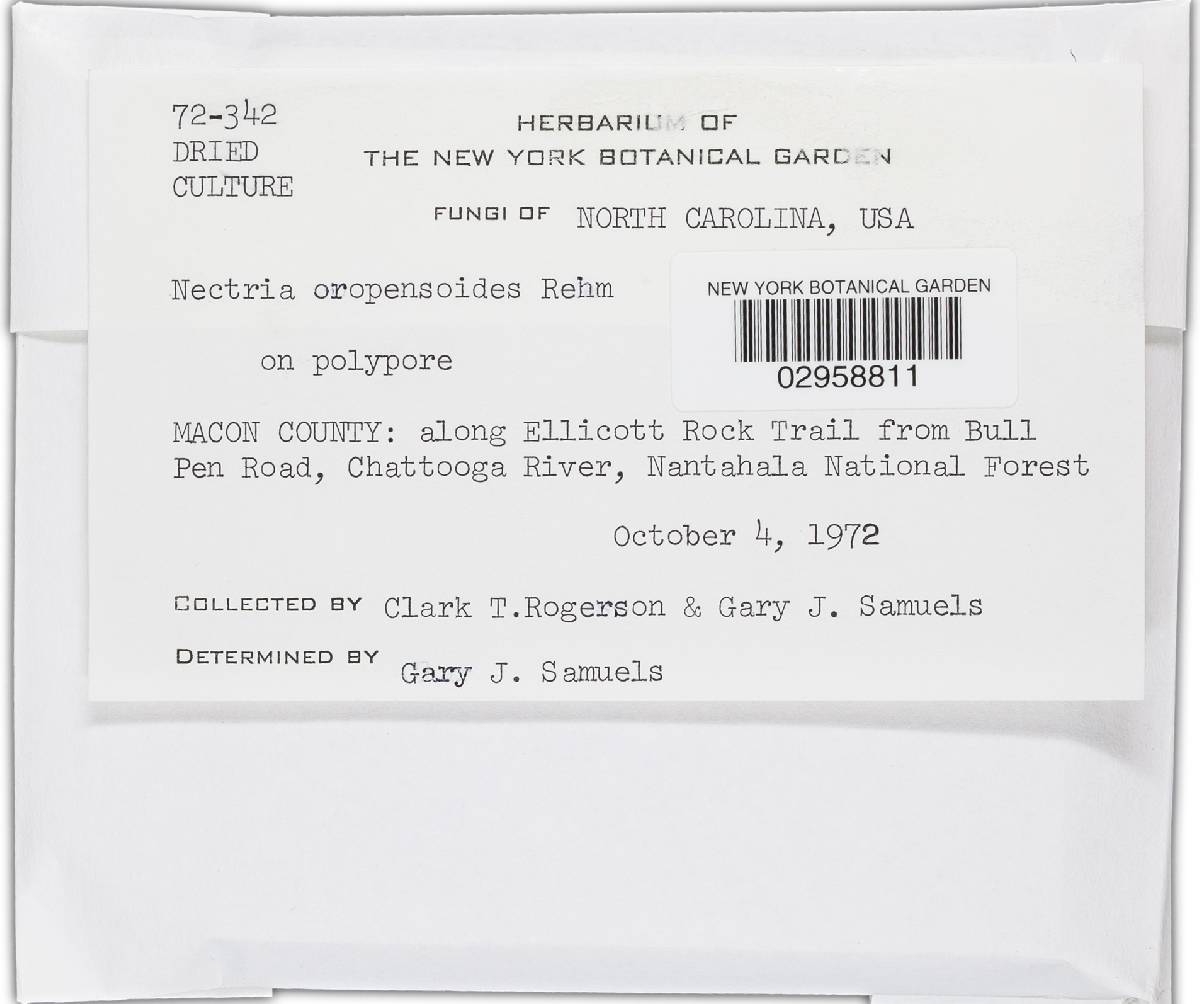 72-342
DRIED
CULTURE
HERBARIUM OF
THE NEW YORK BOTANICAL GARDEN
FUNGI OF NORTH CAROLINA, USA
Nectria oropensoides Rehm
NEW YORK BOTANICAL GARDEN
02958811
on polypore
MACON COUNTY: along Ellicott Rock Trail from Bull
Pen Road, Chattooga River, Nantahala National Forest
October 4, 1972
COLLECTED BY Clark T.Rogerson & Gary J. Samuels
DETERMINED BY Gary J. Samuels